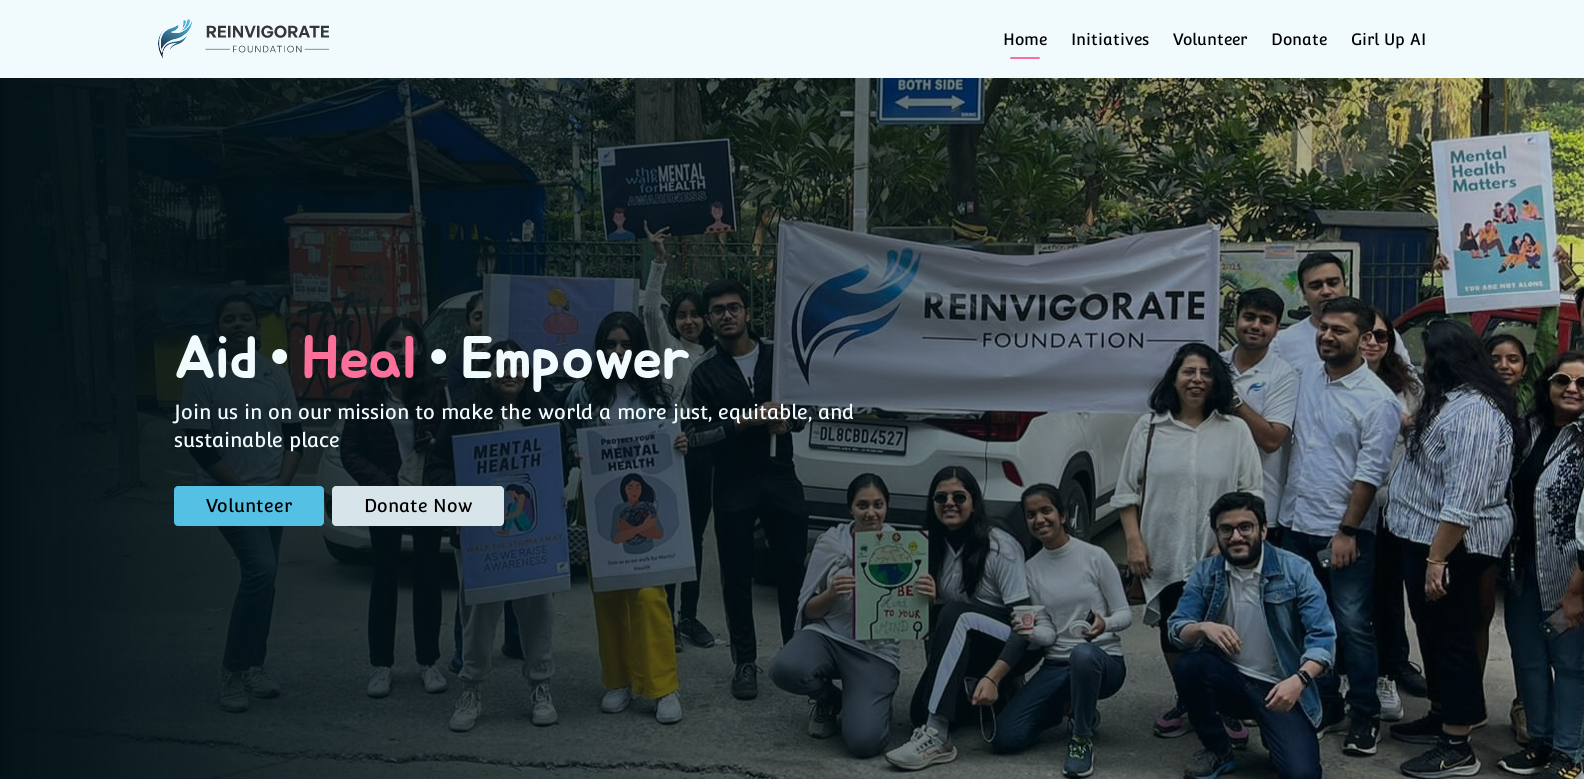 REINVIGORATE
FOUNDATION
Home
Initiatives
Volunteer
Donate
Girl Up AI
BOTH SIDE
the walk MENTAL
for HEALTH
AWARENESS
Mental
Health
Matters
YOU ARE NOT ALONE
REINVIGORATE
FOUNDATION
Aid • Heal • Empower
Join us in on our mission to make the world a more just, equitable, and
sustainable place
DL8CBD4527
MENTAL
HEALTH
PROTECT YOUR
MENTAL
HEALTH
Volunteer
Donate Now
AS WE RAISE
AWARENESS
BE
KIND
TO YOUR
MIND